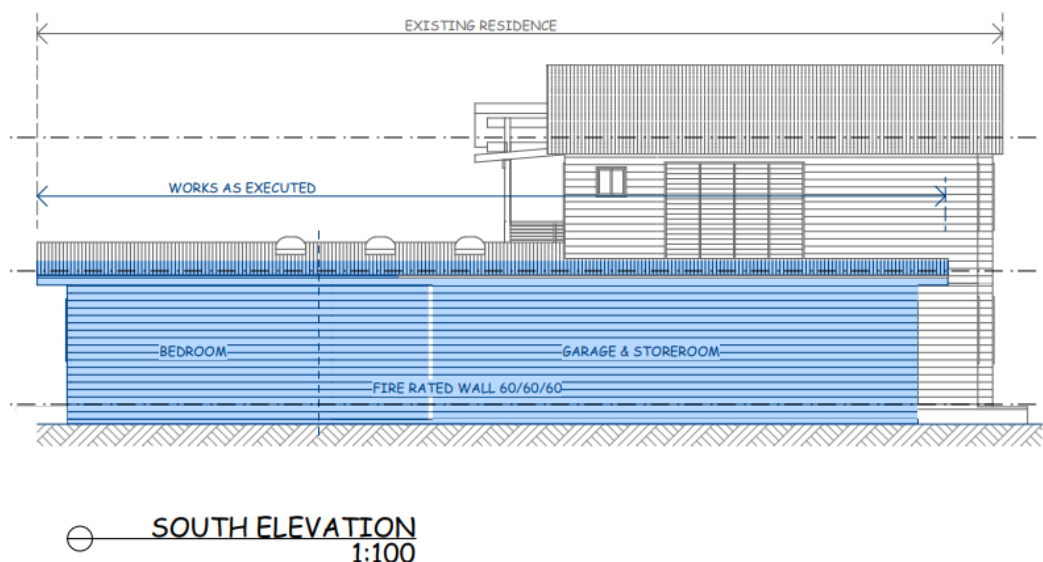 EXISTING RESIDENCE
WORKS AS EXECUTED
BEDROOM
GARAGE & STOREROOM
FIRE RATED WALL 60/60/60
SOUTH ELEVATION
1:100